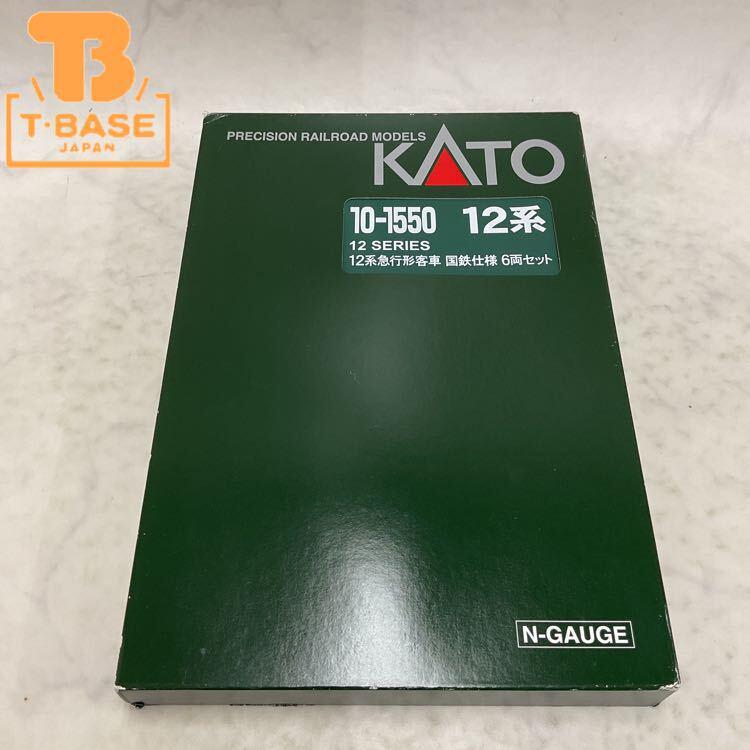 T-BASE
JAPAN
PRECISION RAILROAD MODELS
KATO
10-1550 12系
12 SERIES
12系急行形客車 国鉄仕様 6両セット
N-GAUGE